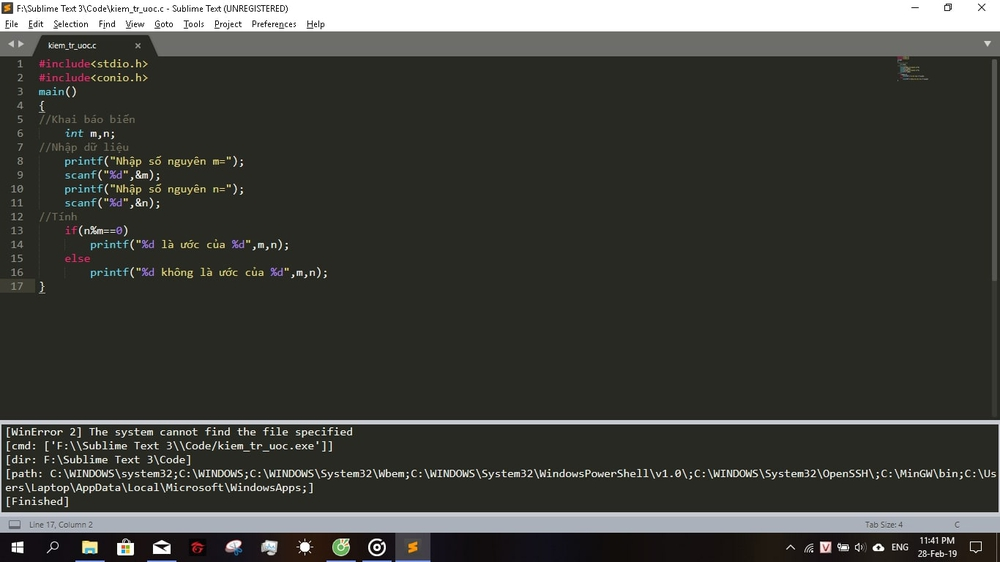 F:\Sublime Text 3\Code\kiem_tr_uoc.c - Sublime Text (UNREGISTERED)
File Edit Selection Find View Goto Tools Project Preferences Help
kiem_tr_uoc.c
1 #include<stdio.h>
2 #include<conio.h>
3 main()
4 {
5 //Khai báo biến
6 int m,n;
7 //Nhập dữ liệu
8 printf("Nhập số nguyên m=");
9 scanf("%d",&m);
10 printf("Nhập số nguyên n=");
11 scanf("%d",&n);
12 //Tính
13 if(n%m==0)
14 printf("%d là ước của %d",m,n);
15 else
16 printf("%d không là ước của %d",m,n);
17 }
[WinError 2] The system cannot find the file specified
[cmd: ['F:\\Sublime Text 3\\Code/kiem_tr_uoc.exe']]
[dir: F:\Sublime Text 3\Code]
[path: C:\WINDOWS\system32;C:\WINDOWS;C:\WINDOWS\System32\Wbem;C:\WINDOWS\System32\WindowsPowerShell\v1.0\;C:\WINDOWS\System32\OpenSSH\;C:\MinGW\bin;C:\Us
ers\Laptop\AppData\Local\Microsoft\WindowsApps;]
[Finished]
Line 17, Column 2 Tab Size: 4 C
V ENG 11:41 PM
28-Feb-19